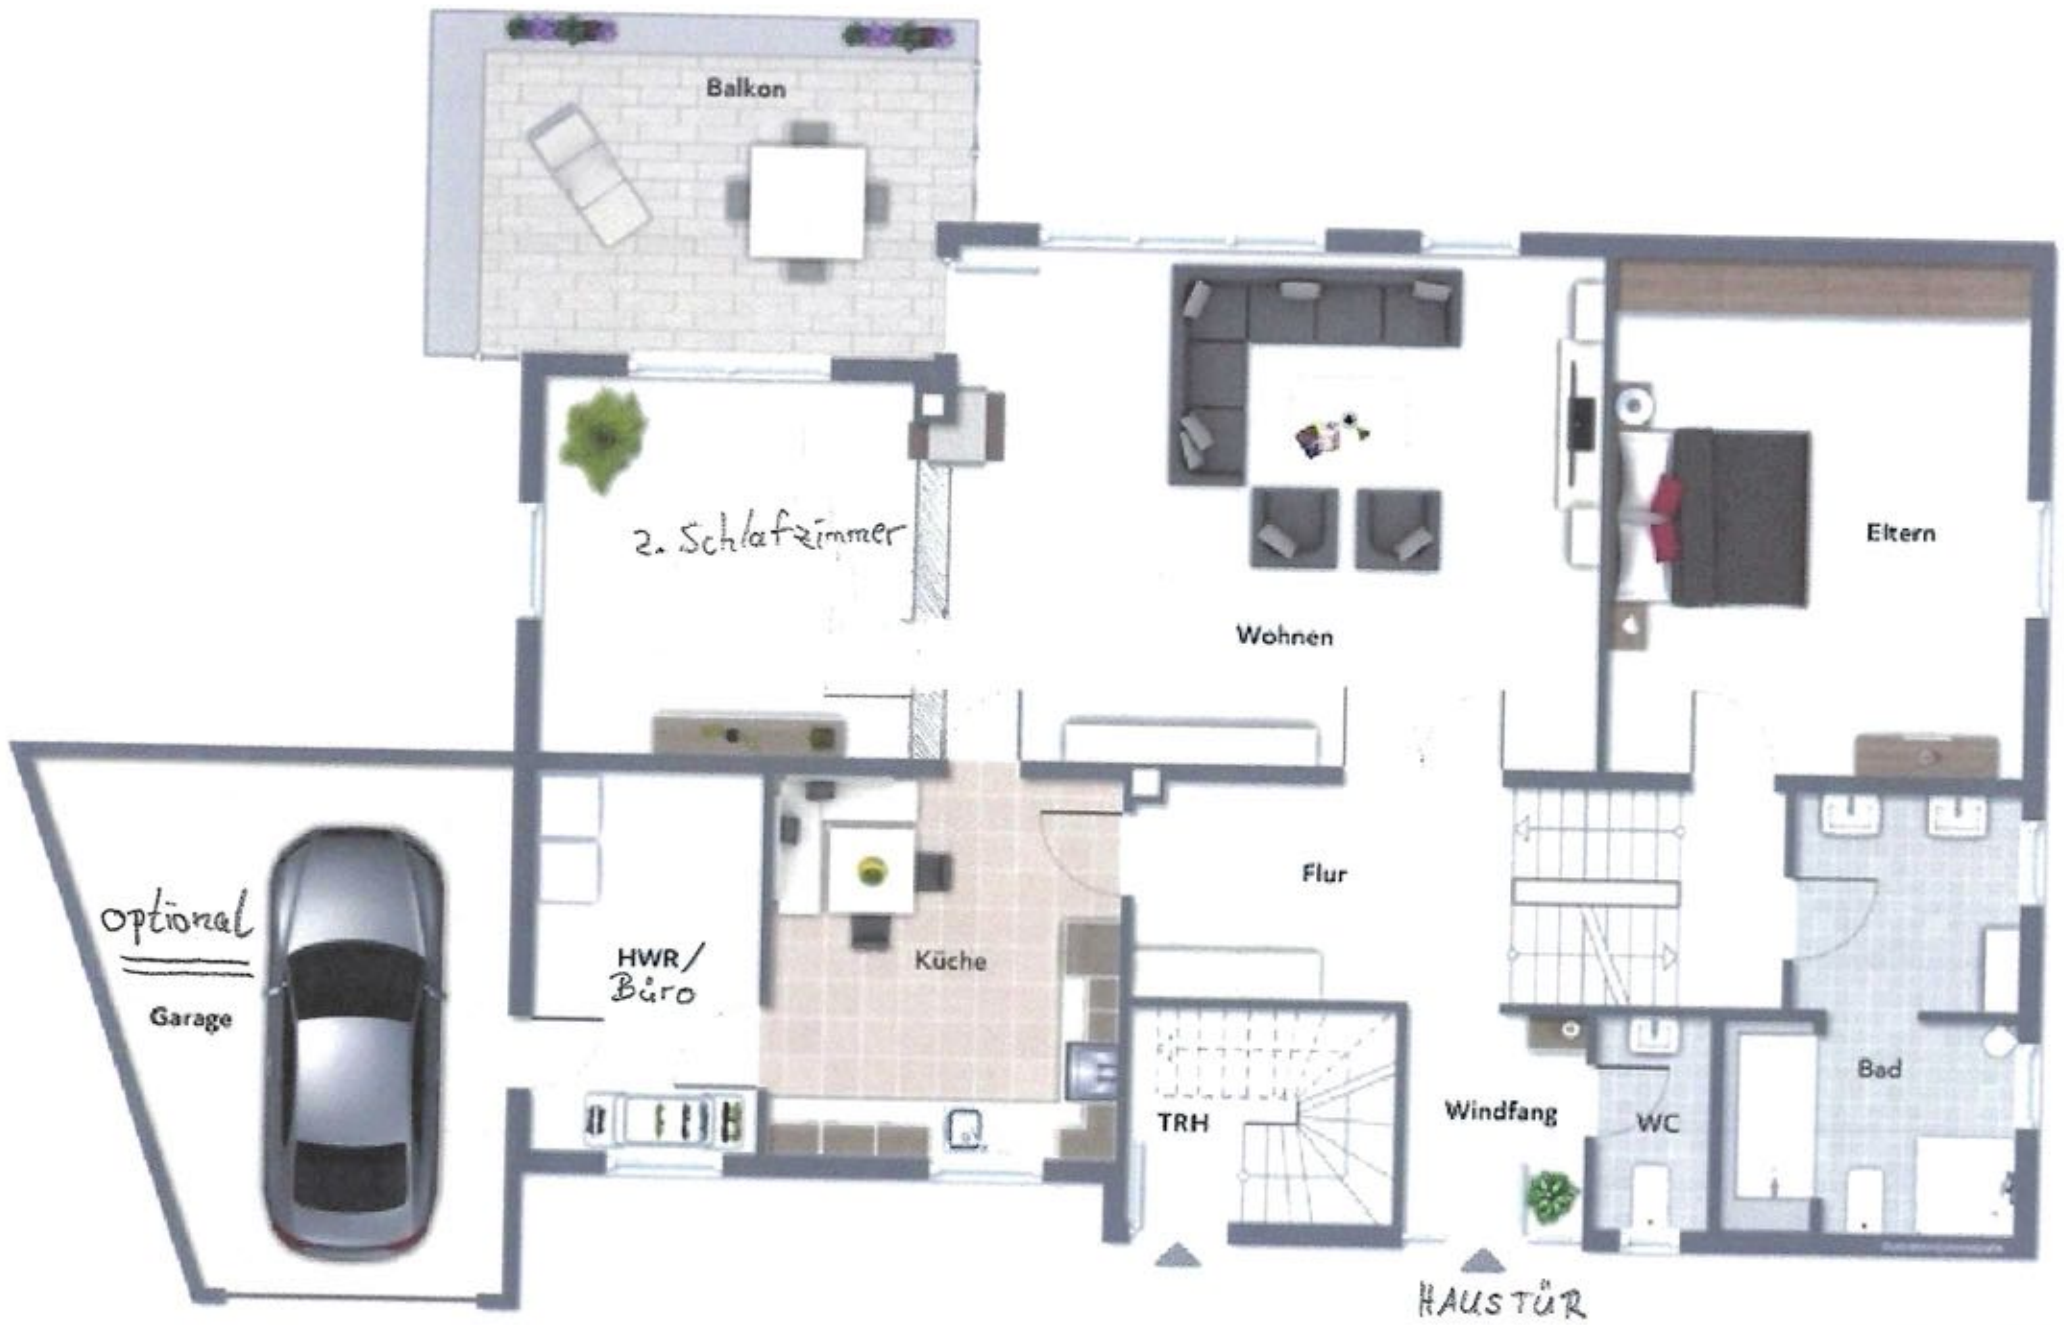 Balkon
2. Schlafzimmer
Eltern
Wohnen
optional
Garage
HWR/
Büro
Küche
Flur
TRH
Windfang
WC
Bad
HAUSTÜR